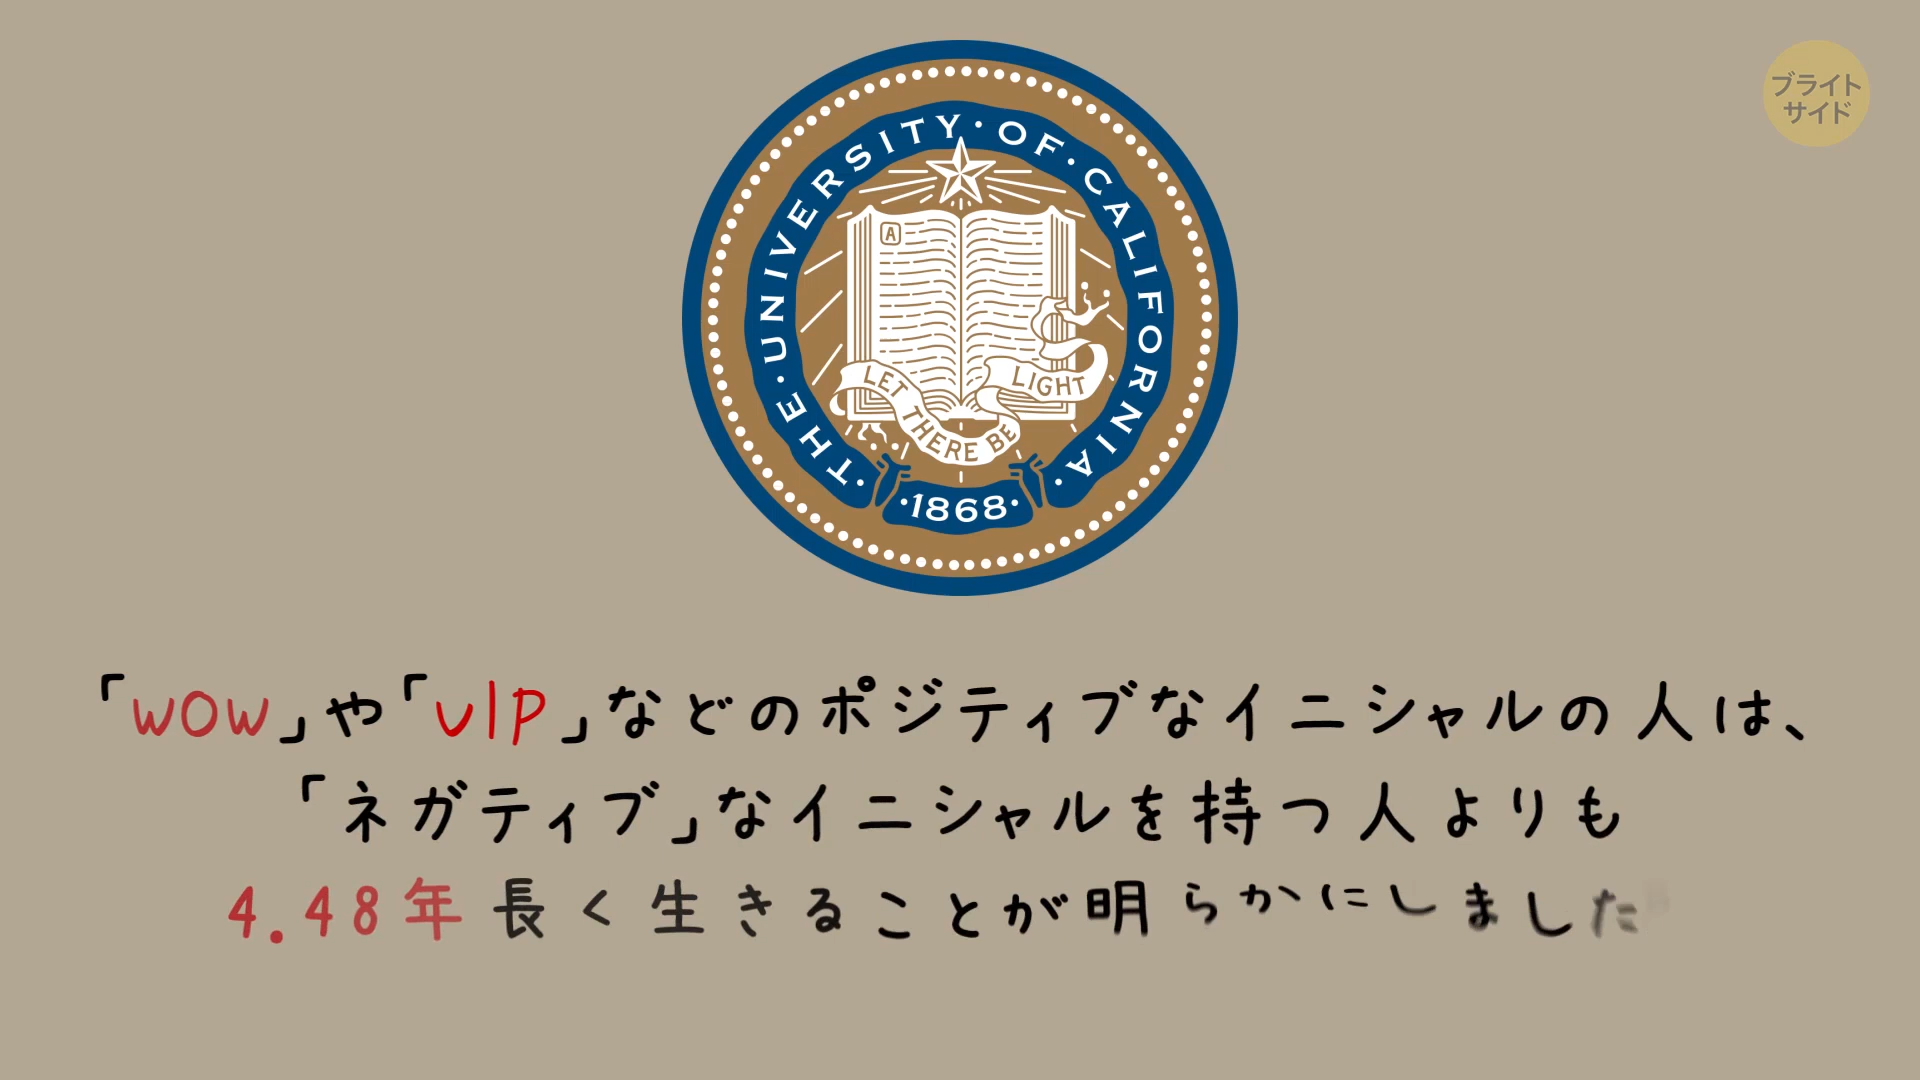 ブライト
サイド
THE · UNIVERSITY · OF · CALIFORNIA
A
LET THERE BE LIGHT
· 1868 ·
「wow」や「vip」などのポジティブなイニシャルの人は、
「ネガティブ」なイニシャルを持つ人よりも
4.48年長く生きることが明らかにしました